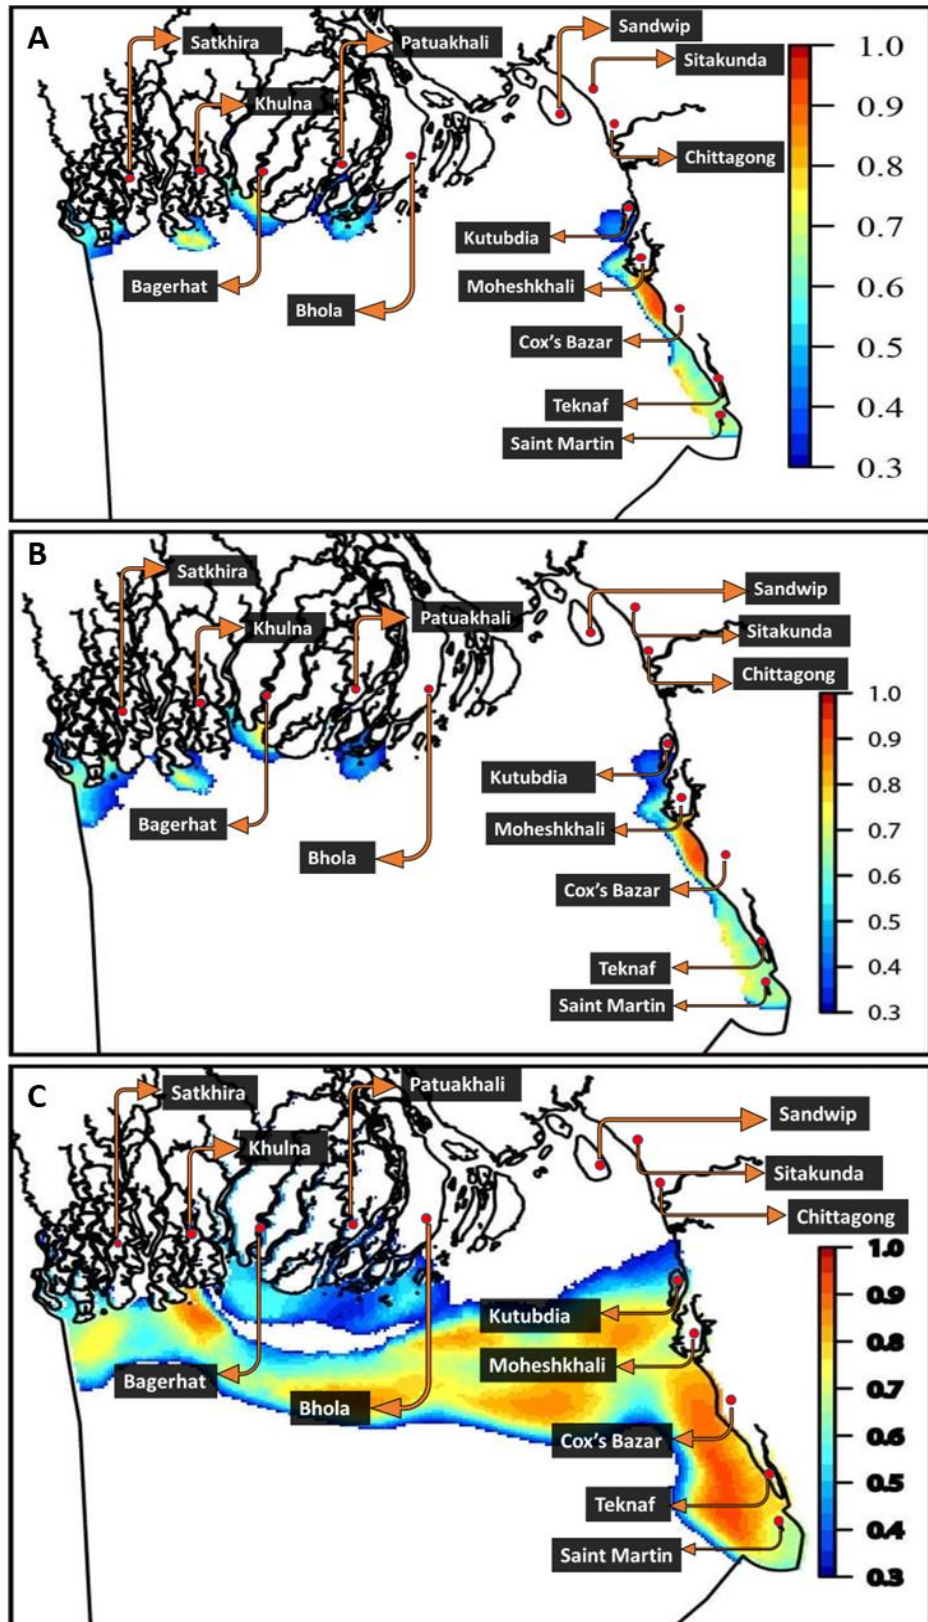 A
Satkhira
Patuakhali
Sandwip
Sitakunda
Khulna
Chittagong
Kutubdia
Moheshkhali
Bagerhat
Bhola
Cox's Bazar
Teknaf
Saint Martin
1.0
0.9
0.8
0.7
0.6
0.5
0.4
0.3
B
Satkhira
Khulna
Patuakhali
Sandwip
Sitakunda
Chittagong
Kutubdia
Moheshkhali
Bagerhat
Bhola
Cox's Bazar
Teknaf
Saint Martin
1.0
0.9
0.8
0.7
0.6
0.5
0.4
0.3
C
Satkhira
Patuakhali
Sandwip
Khulna
Sitakunda
Chittagong
Kutubdia
Moheshkhali
Bagerhat
Bhola
Cox's Bazar
Teknaf
Saint Martin
1.0
0.9
0.8
0.7
0.6
0.5
0.4
0.3